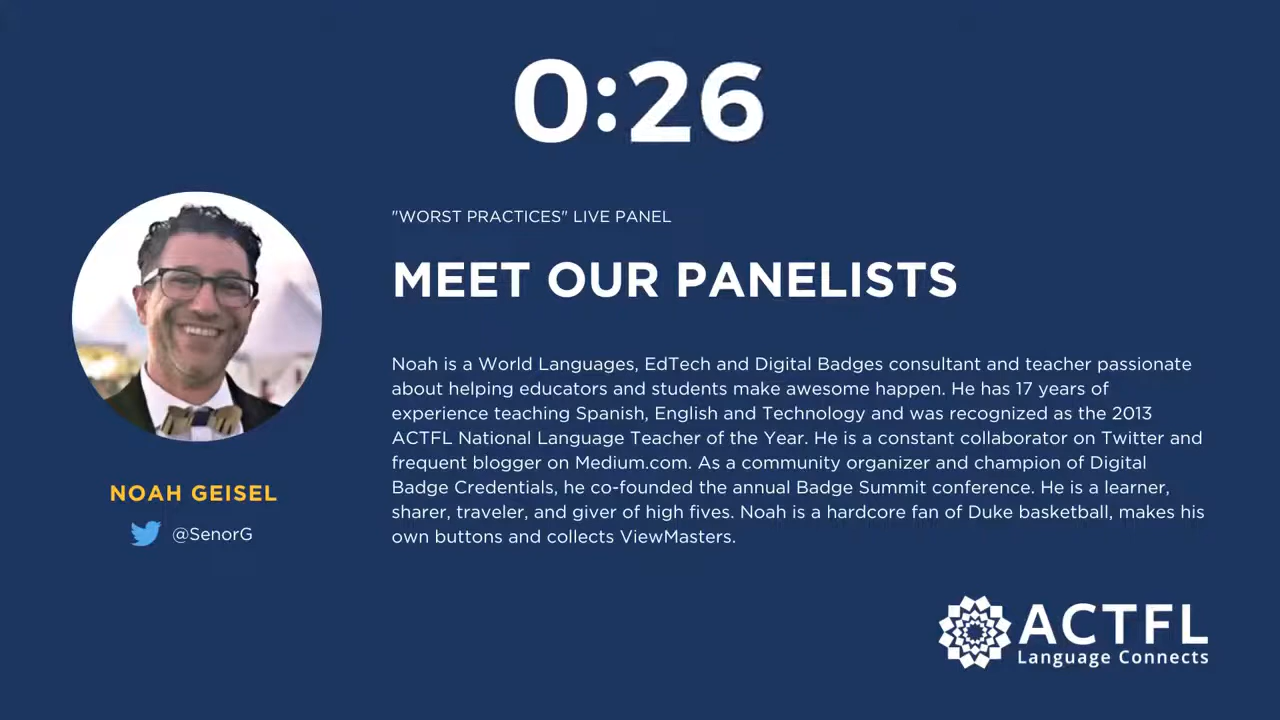 0:26
"WORST PRACTICES" LIVE PANEL
MEET OUR PANELISTS
Noah is a World Languages, EdTech and Digital Badges consultant and teacher passionate
about helping educators and students make awesome happen. He has 17 years of
experience teaching Spanish, English and Technology and was recognized as the 2013
ACTFL National Language Teacher of the Year. He is a constant collaborator on Twitter and
frequent blogger on Medium.com. As a community organizer and champion of Digital
Badge Credentials, he co-founded the annual Badge Summit conference. He is a learner,
sharer, traveler, and giver of high fives. Noah is a hardcore fan of Duke basketball, makes his
own buttons and collects ViewMasters.
NOAH GEISEL
@SenorG
ACTFL
Language Connects